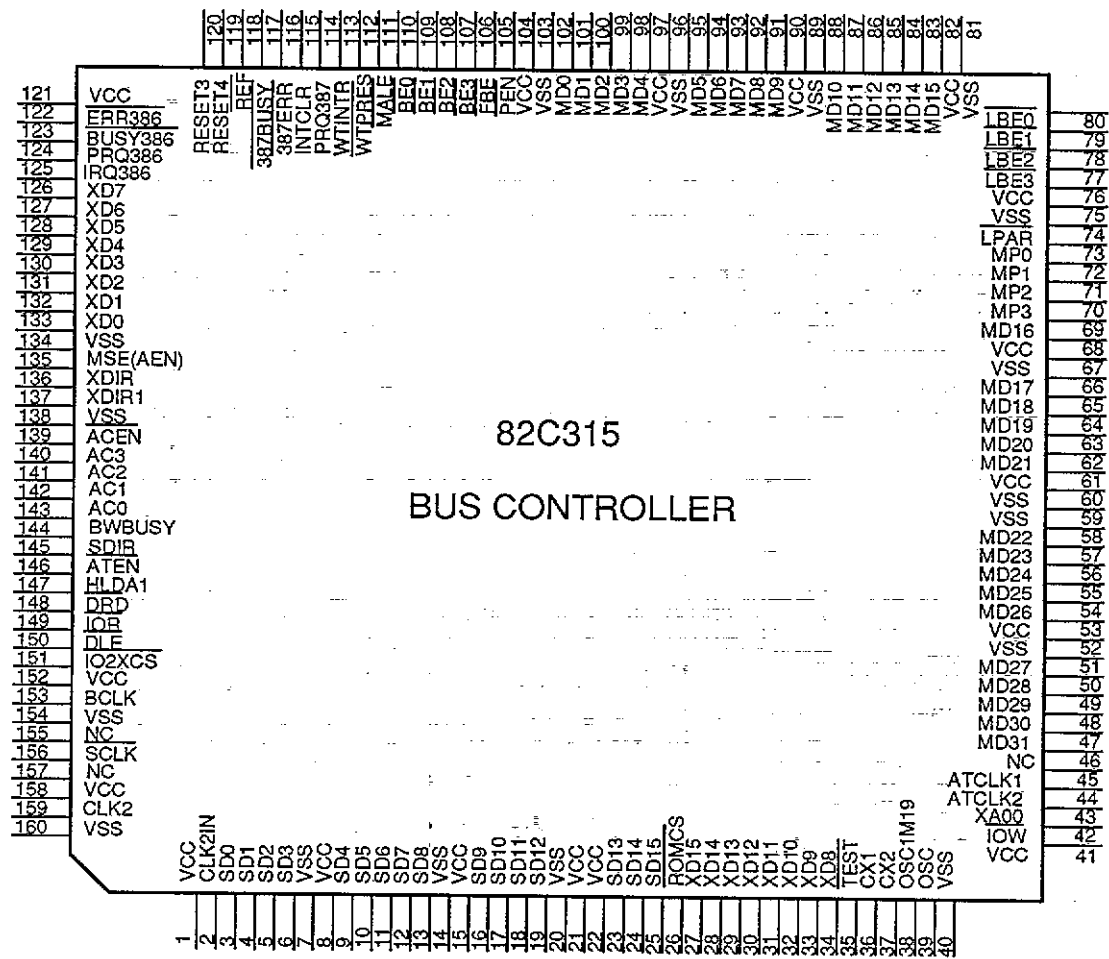 120 RESET3
119 RESET4
118 REF
117 387BUSY
116 387ERR
115 INTCLR
114 PRQ387
113 WTINTR
112 WTPRES
111 MALE
110 BE0
109 BE1
108 BE2
107 BE3
106 FBE
105 PEN
104 VCC
103 VSS
102 MD0
101 MD1
100 MD2
99 MD3
98 MD4
97 VCC
96 VSS
95 MD5
94 MD6
93 MD7
92 MD8
91 MD9
90 VCC
89 VSS
88 MD10
87 MD11
86 MD12
85 MD13
84 MD14
83 MD15
82 VCC
81 VSS
121 VCC
122 ERR386
123 BUSY386
124 PRQ386
125 IRQ386
126 XD7
127 XD6
128 XD5
129 XD4
130 XD3
131 XD2
132 XD1
133 XD0
134 VSS
135 MSE(AEN)
136 XDIR
137 XDIR1
138 VSS
139 ACEN
140 AC3
141 AC2
142 AC1
143 AC0
144 BWBUSY
145 SDIR
146 ATEN
147 HLDA1
148 DRD
149 IOR
150 DLE
151 IO2XCS
152 VCC
153 BCLK
154 VSS
155 NC
156 SCLK
157 NC
158 VCC
159 CLK2
160 VSS
82C315
BUS CONTROLLER
LBE0 80
LBE1 79
LBE2 78
LBE3 77
VCC 76
VSS 75
LPAR 74
MP0 73
MP1 72
MP2 71
MP3 70
MD16 69
VCC 68
VSS 67
MD17 66
MD18 65
MD19 64
MD20 63
MD21 62
VCC 61
VSS 60
VSS 59
MD22 58
MD23 57
MD24 56
MD25 55
MD26 54
VCC 53
VSS 52
MD27 51
MD28 50
MD29 49
MD30 48
MD31 47
NC 46
ATCLK1 45
ATCLK2 44
XA00 43
IOW 42
VCC 41
VCC 1
CLK2IN 2
SD0 3
SD1 4
SD2 5
SD3 6
VSS 7
VCC 8
SD4 9
SD5 10
SD6 11
SD7 12
SD8 13
VSS 14
VCC 15
SD9 16
SD10 17
SD11 18
SD12 19
VSS 20
VCC 21
VCC 22
SD13 23
SD14 24
SD15 25
ROMCS 26
XD15 27
XD14 28
XD13 29
XD12 30
XD11 31
XD10 32
XD9 33
XD8 34
TEST 35
CX1 36
CX2 37
OSC1M19 38
OSC 39
VSS 40